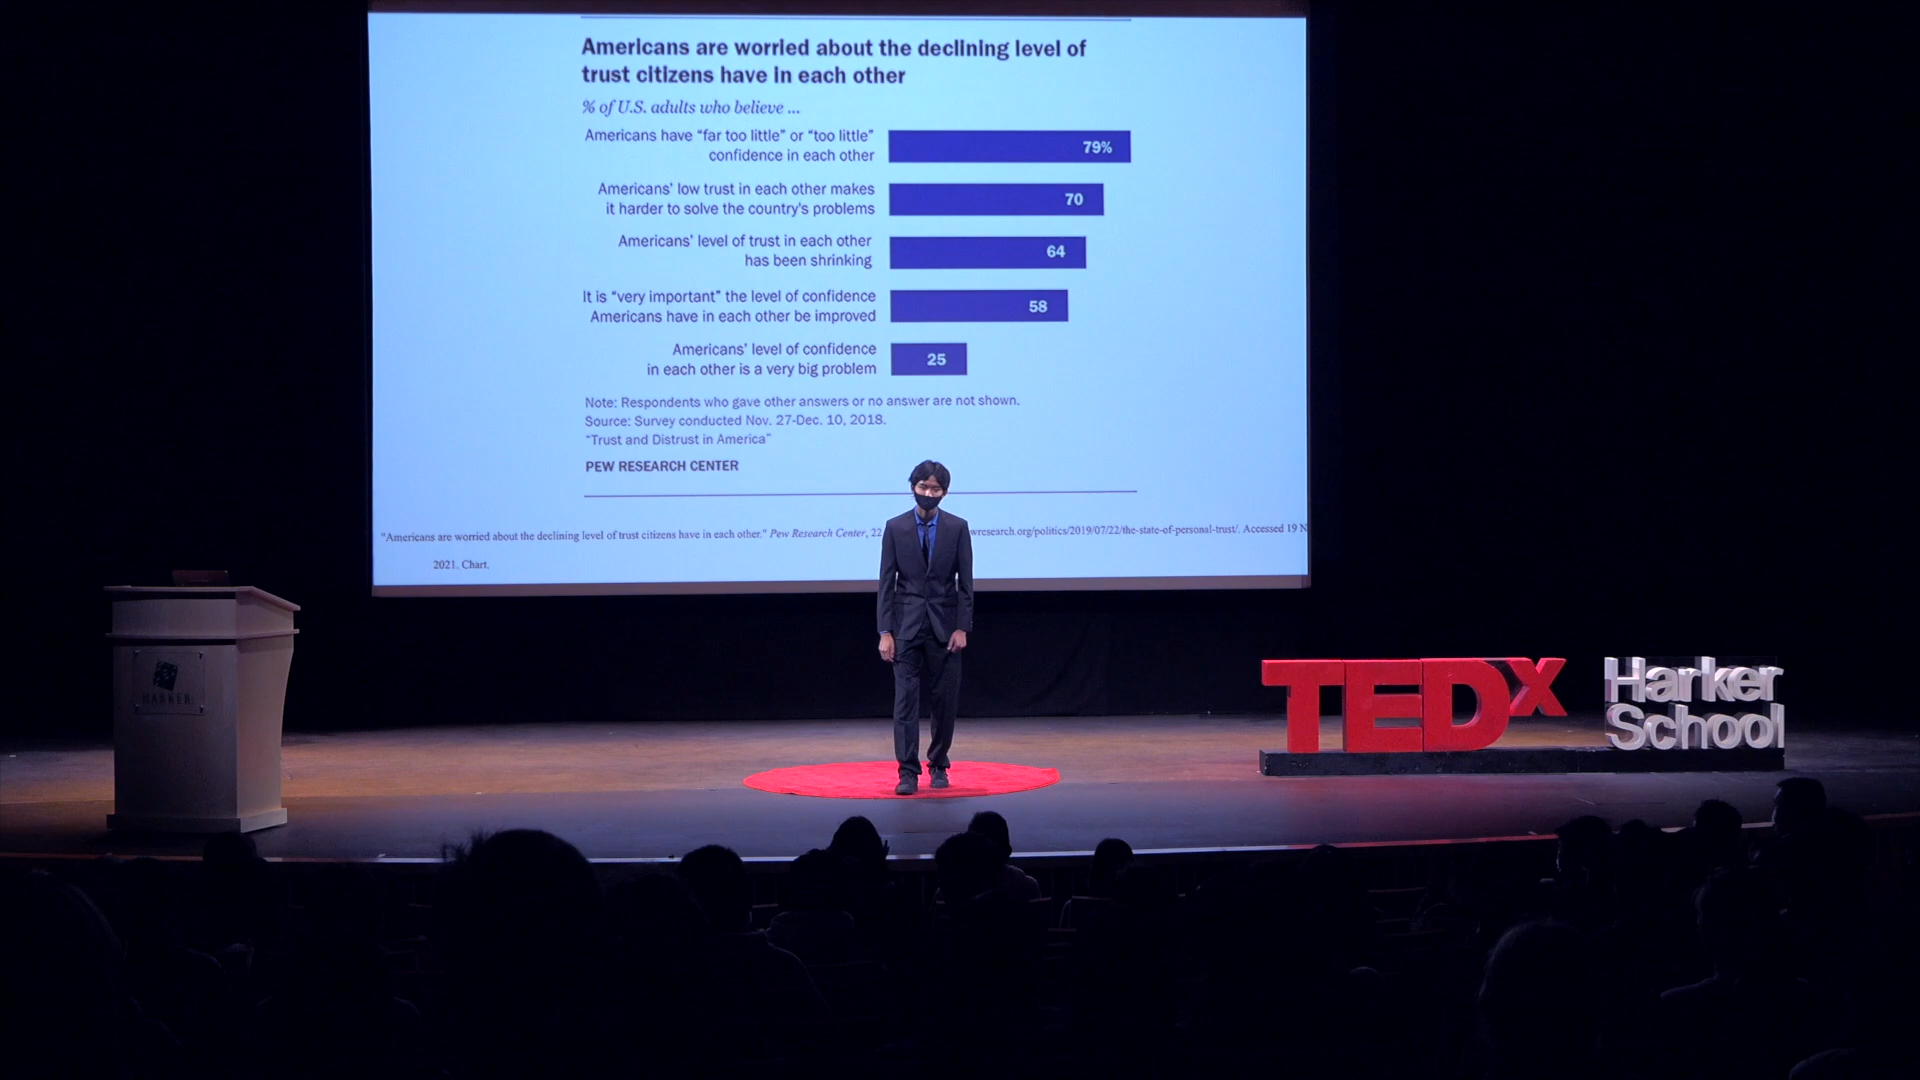 Americans are worried about the declining level of
trust citizens have in each other
% of U.S. adults who believe ...
Americans have “far too little” or “too little”
confidence in each other
79%
Americans’ low trust in each other makes
it harder to solve the country's problems
70
Americans’ level of trust in each other
has been shrinking
64
It is “very important” the level of confidence
Americans have in each other be improved
58
Americans’ level of confidence
in each other is a very big problem
25
Note: Respondents who gave other answers or no answer are not shown.
Source: Survey conducted Nov. 27-Dec. 10, 2018.
“Trust and Distrust in America”
PEW RESEARCH CENTER
"Americans are worried about the declining level of trust citizens have in each other." Pew Research Center, 22 wresearch.org/politics/2019/07/22/the-state-of-personal-trust/. Accessed 19 N
2021. Chart.
HARKER
TEDx
Harker
School